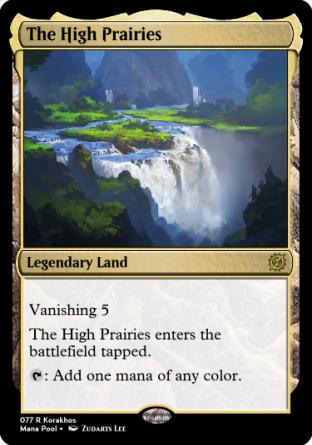 The High Prairies
Legendary Land
Vanishing 5
The High Prairies enters the
battlefield tapped.
: Add one mana of any color.
077 R Korakhos
Mana Pool • Zudarts Lee